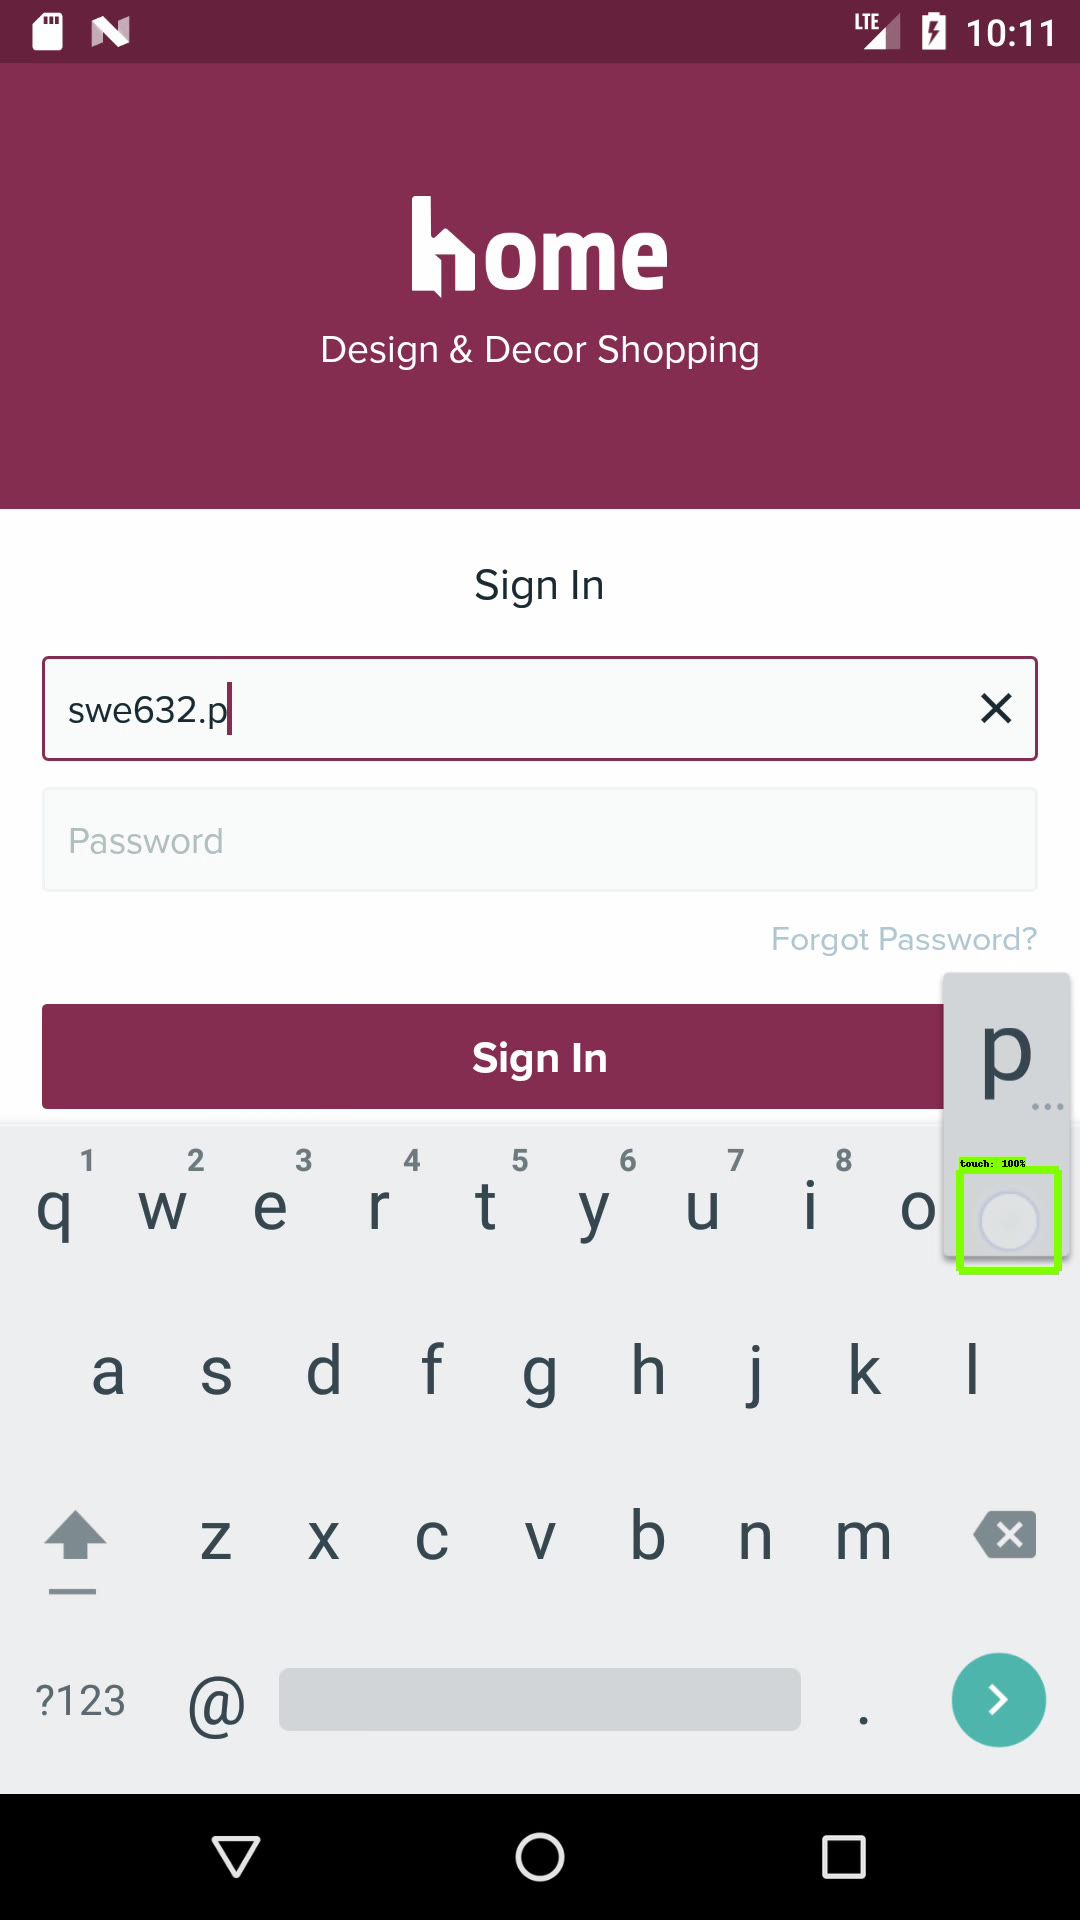 LTE 10:11
home
Design & Decor Shopping
Sign In
swe632.p
Password
Forgot Password?
Sign In
p
...
touch: 100%
1 2 3 4 5 6 7 8
q w e r t y u i o
a s d f g h j k l
z x c v b n m
?123 @ .